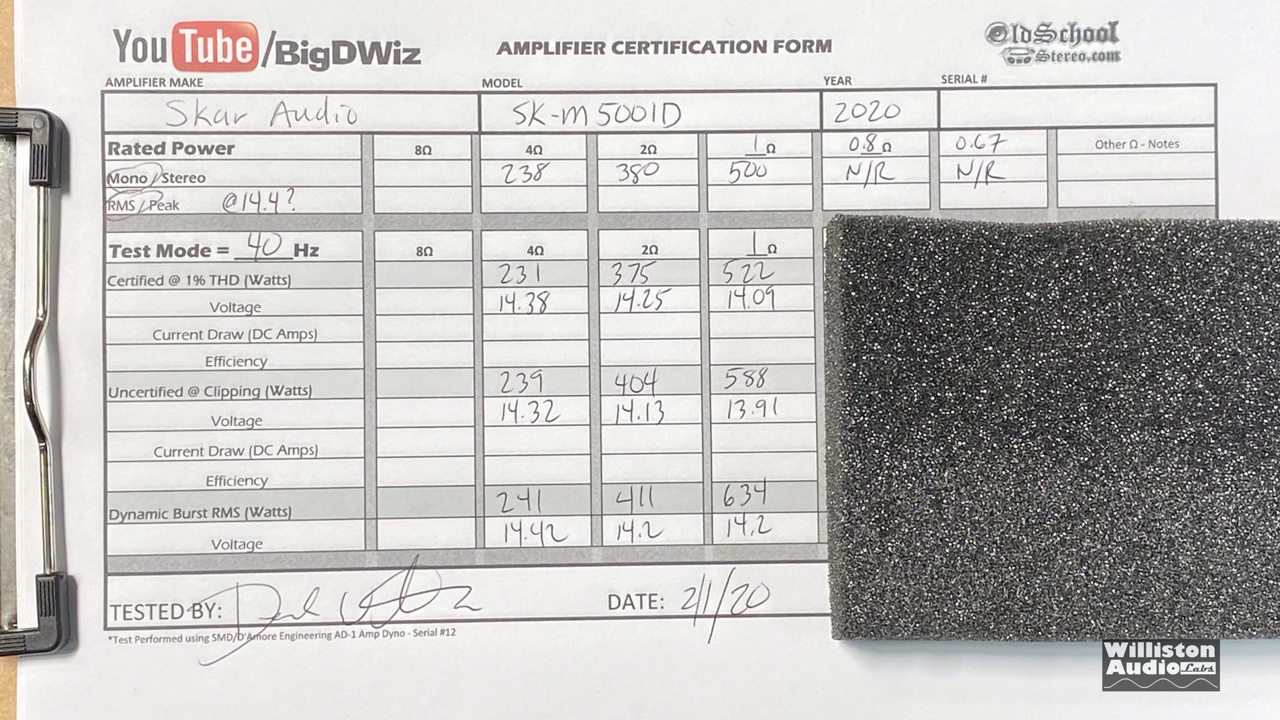 YouTube/BigDWiz
AMPLIFIER CERTIFICATION FORM
OldSchool
Stereo.com
AMPLIFIER MAKE MODEL YEAR SERIAL #
Skar Audio SK-M 5001D 2020
Rated Power 8Ω 4Ω 2Ω 1Ω 0.8Ω 0.67 Other Ω - Notes
Mono/Stereo 238 380 500 N/R N/R
RMS/Peak @14.4?
Test Mode = 40 Hz 8Ω 4Ω 2Ω 1Ω
Certified @ 1% THD (Watts) 231 375 522
Voltage 14.38 14.25 14.09
Current Draw (DC Amps)
Efficiency
Uncertified @ Clipping (Watts) 239 404 588
Voltage 14.32 14.13 13.91
Current Draw (DC Amps)
Efficiency
Dynamic Burst RMS (Watts) 241 411 634
Voltage 14.42 14.2 14.2
TESTED BY: DATE: 2/1/20
*Test Performed using SMD/D'Amore Engineering AD-1 Amp Dyno - Serial #12
Williston
Audio Labs